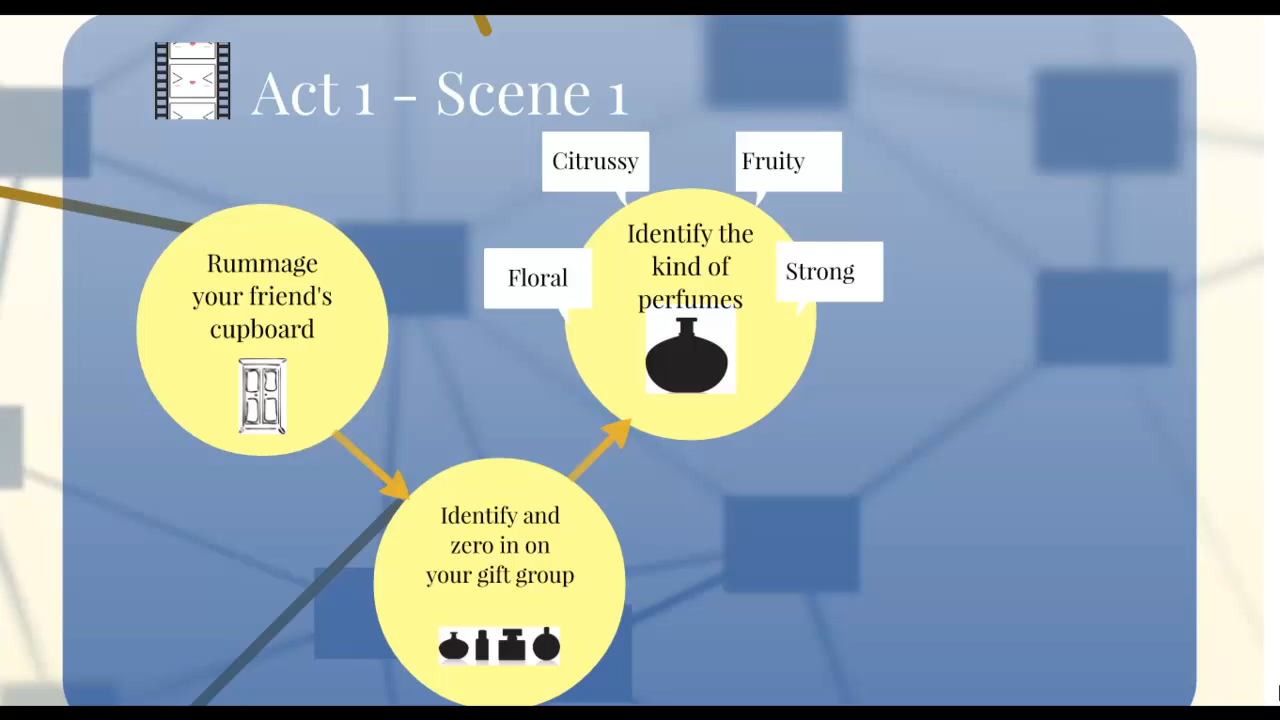 Act 1 - Scene 1
Rummage
your friend's
cupboard
Identify and
zero in on
your gift group
Identify the
kind of
perfumes
Floral
Citrussy
Fruity
Strong